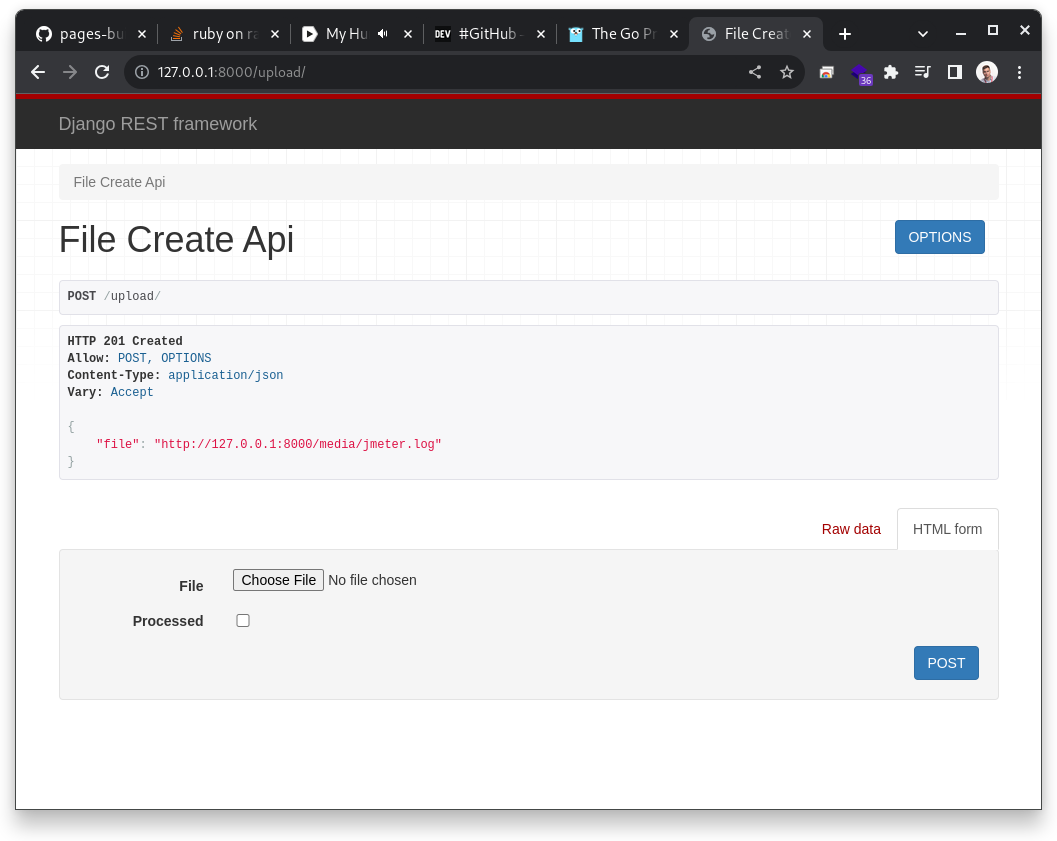 pages-bu
ruby on ra
My Hu
DEV #GitHub -
The Go Pr
File Creat
127.0.0.1:8000/upload/
36
Django REST framework
File Create Api
File Create Api
OPTIONS
POST /upload/
HTTP 201 Created
Allow: POST, OPTIONS
Content-Type: application/json
Vary: Accept
{
"file": "http://127.0.0.1:8000/media/jmeter.log"
}
Raw data
HTML form
File
Choose File No file chosen
Processed
POST